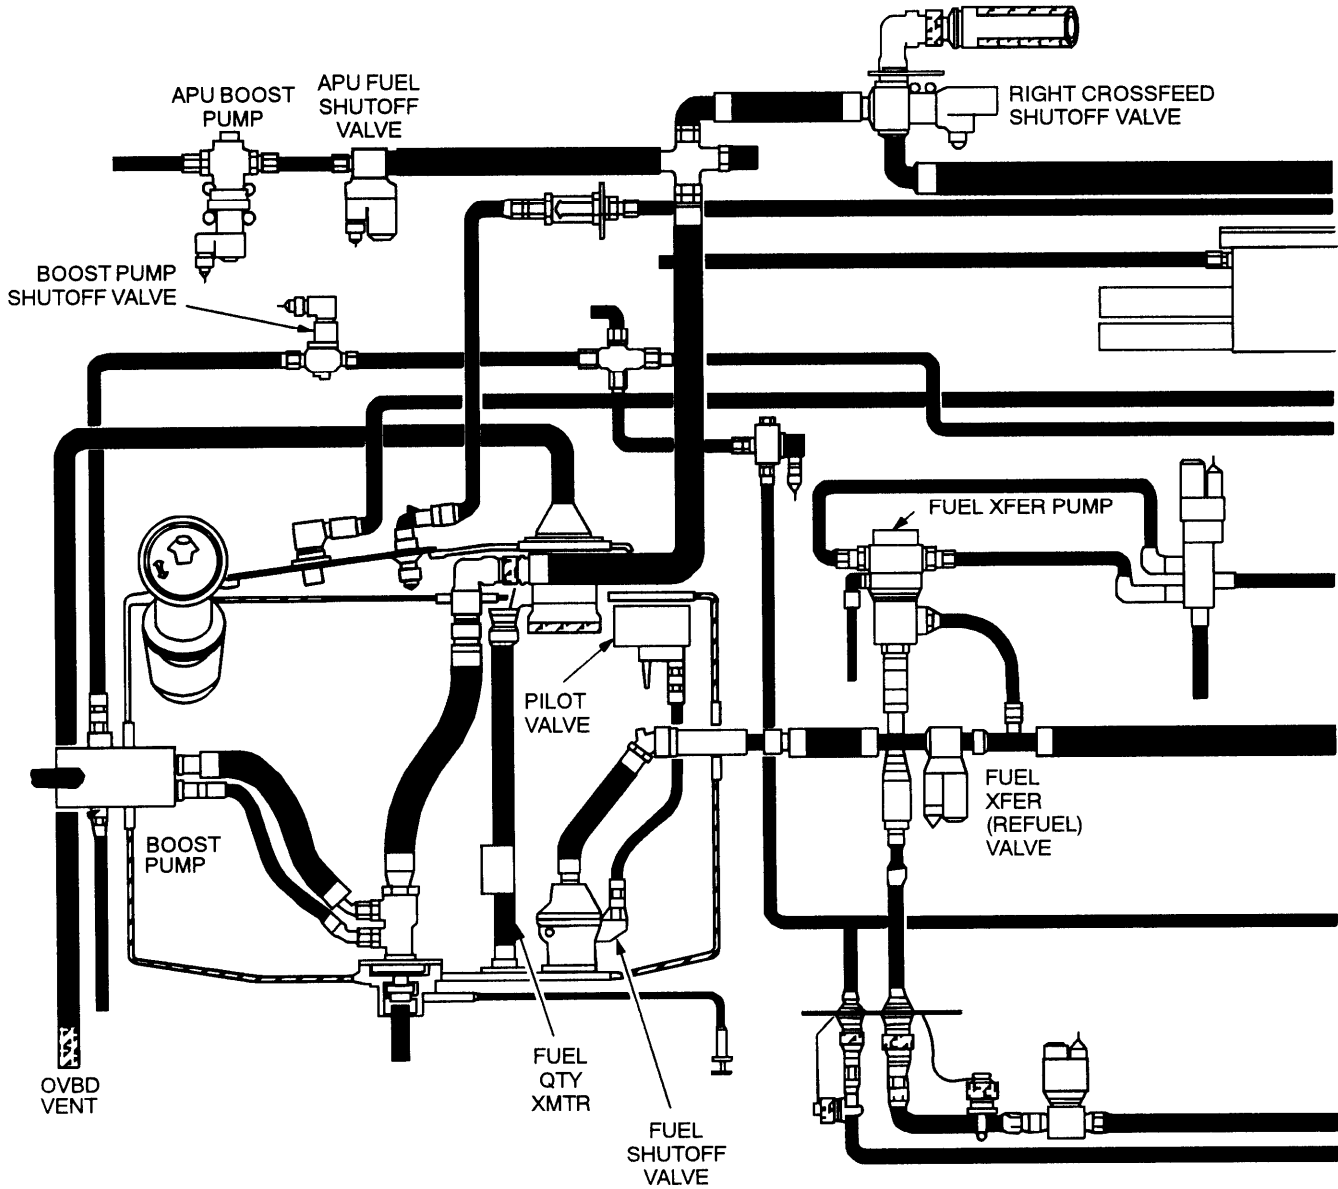 APU BOOST
PUMP
APU FUEL
SHUTOFF
VALVE
RIGHT CROSSFEED
SHUTOFF VALVE
BOOST PUMP
SHUTOFF VALVE
FUEL XFER PUMP
PILOT
VALVE
FUEL
XFER
(REFUEL)
VALVE
BOOST
PUMP
OVBD
VENT
FUEL
QTY
XMTR
FUEL
SHUTOFF
VALVE